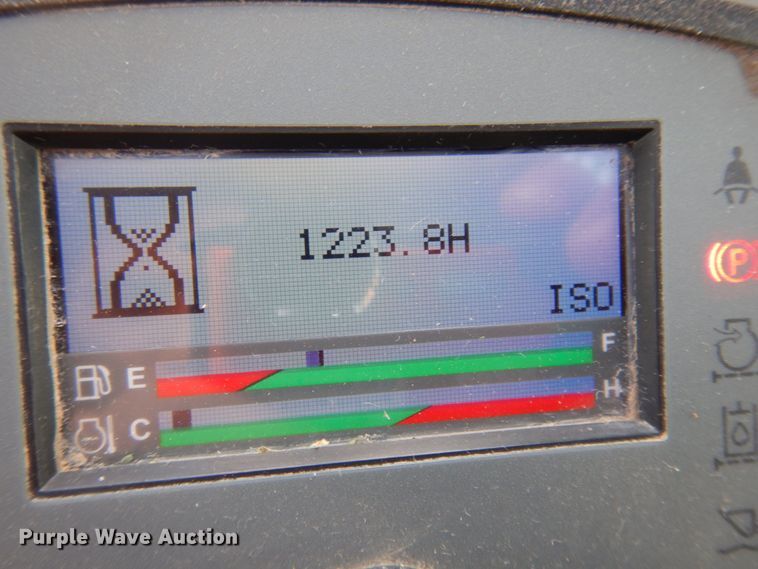 1223.8H
ISO
E F
P
C H
Purple Wave Auction